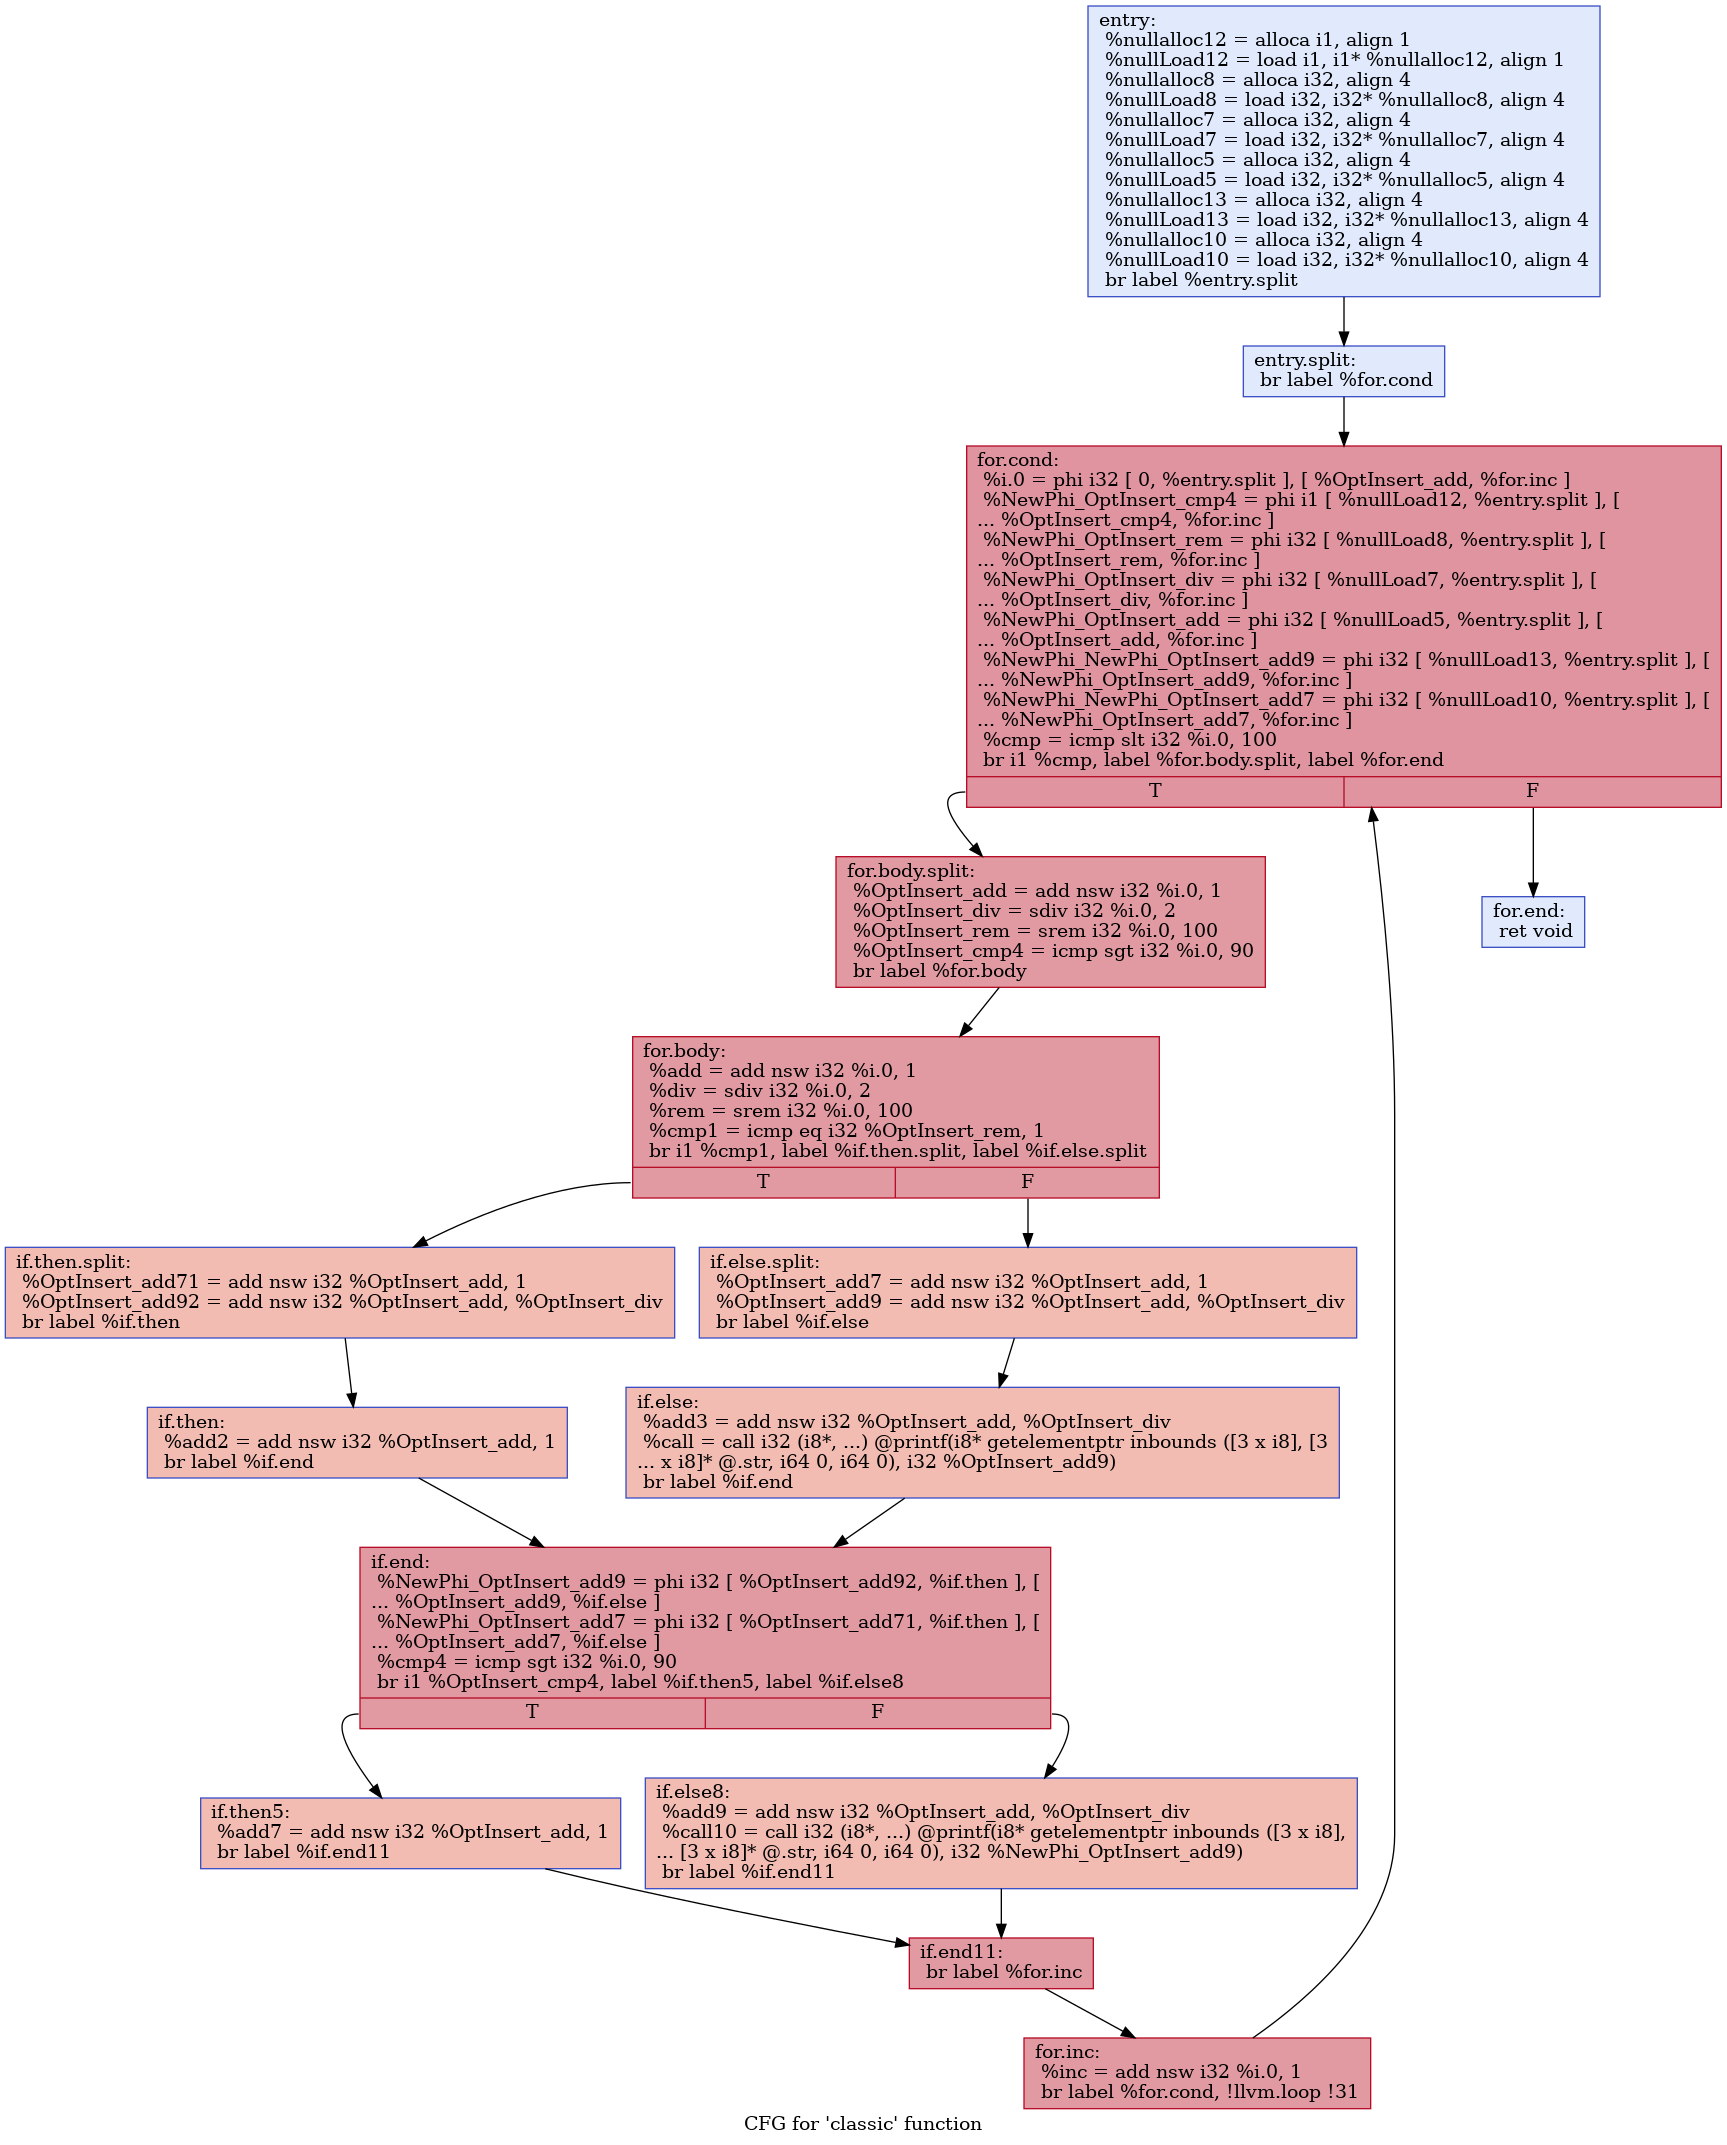 entry:
%nullalloc12 = alloca i1, align 1
%nullLoad12 = load i1, i1* %nullalloc12, align 1
%nullalloc8 = alloca i32, align 4
%nullLoad8 = load i32, i32* %nullalloc8, align 4
%nullalloc7 = alloca i32, align 4
%nullLoad7 = load i32, i32* %nullalloc7, align 4
%nullalloc5 = alloca i32, align 4
%nullLoad5 = load i32, i32* %nullalloc5, align 4
%nullalloc13 = alloca i32, align 4
%nullLoad13 = load i32, i32* %nullalloc13, align 4
%nullalloc10 = alloca i32, align 4
%nullLoad10 = load i32, i32* %nullalloc10, align 4
br label %entry.split
entry.split:
br label %for.cond
for.cond:
%i.0 = phi i32 [ 0, %entry.split ], [ %OptInsert_add, %for.inc ]
%NewPhi_OptInsert_cmp4 = phi i1 [ %nullLoad12, %entry.split ], [
... %OptInsert_cmp4, %for.inc ]
%NewPhi_OptInsert_rem = phi i32 [ %nullLoad8, %entry.split ], [
... %OptInsert_rem, %for.inc ]
%NewPhi_OptInsert_div = phi i32 [ %nullLoad7, %entry.split ], [
... %OptInsert_div, %for.inc ]
%NewPhi_OptInsert_add = phi i32 [ %nullLoad5, %entry.split ], [
... %OptInsert_add, %for.inc ]
%NewPhi_NewPhi_OptInsert_add9 = phi i32 [ %nullLoad13, %entry.split ], [
... %NewPhi_OptInsert_add9, %for.inc ]
%NewPhi_NewPhi_OptInsert_add7 = phi i32 [ %nullLoad10, %entry.split ], [
... %NewPhi_OptInsert_add7, %for.inc ]
%cmp = icmp slt i32 %i.0, 100
br i1 %cmp, label %for.body.split, label %for.end
T F
for.body.split:
%OptInsert_add = add nsw i32 %i.0, 1
%OptInsert_div = sdiv i32 %i.0, 2
%OptInsert_rem = srem i32 %i.0, 100
%OptInsert_cmp4 = icmp sgt i32 %i.0, 90
br label %for.body
for.end:
ret void
for.body:
%add = add nsw i32 %i.0, 1
%div = sdiv i32 %i.0, 2
%rem = srem i32 %i.0, 100
%cmp1 = icmp eq i32 %OptInsert_rem, 1
br i1 %cmp1, label %if.then.split, label %if.else.split
T F
if.then.split:
%OptInsert_add71 = add nsw i32 %OptInsert_add, 1
%OptInsert_add92 = add nsw i32 %OptInsert_add, %OptInsert_div
br label %if.then
if.else.split:
%OptInsert_add7 = add nsw i32 %OptInsert_add, 1
%OptInsert_add9 = add nsw i32 %OptInsert_add, %OptInsert_div
br label %if.else
if.then:
%add2 = add nsw i32 %OptInsert_add, 1
br label %if.end
if.else:
%add3 = add nsw i32 %OptInsert_add, %OptInsert_div
%call = call i32 (i8*, ...) @printf(i8* getelementptr inbounds ([3 x i8], [3
... x i8]* @.str, i64 0, i64 0), i32 %OptInsert_add9)
br label %if.end
if.end:
%NewPhi_OptInsert_add9 = phi i32 [ %OptInsert_add92, %if.then ], [
... %OptInsert_add9, %if.else ]
%NewPhi_OptInsert_add7 = phi i32 [ %OptInsert_add71, %if.then ], [
... %OptInsert_add7, %if.else ]
%cmp4 = icmp sgt i32 %i.0, 90
br i1 %OptInsert_cmp4, label %if.then5, label %if.else8
T F
if.then5:
%add7 = add nsw i32 %OptInsert_add, 1
br label %if.end11
if.else8:
%add9 = add nsw i32 %OptInsert_add, %OptInsert_div
%call10 = call i32 (i8*, ...) @printf(i8* getelementptr inbounds ([3 x i8],
... [3 x i8]* @.str, i64 0, i64 0), i32 %NewPhi_OptInsert_add9)
br label %if.end11
if.end11:
br label %for.inc
for.inc:
%inc = add nsw i32 %i.0, 1
br label %for.cond, !llvm.loop !31
CFG for 'classic' function